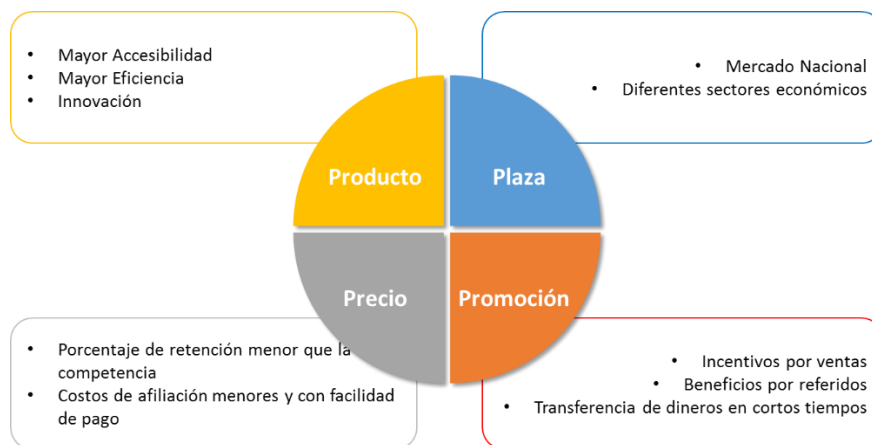 • Mayor Accesibilidad
• Mayor Eficiencia
• Innovación
• Mercado Nacional
• Diferentes sectores económicos
Producto
Plaza
Precio
Promoción
• Porcentaje de retención menor que la
competencia
• Costos de afiliación menores y con facilidad
de pago
• Incentivos por ventas
• Beneficios por referidos
• Transferencia de dineros en cortos tiempos